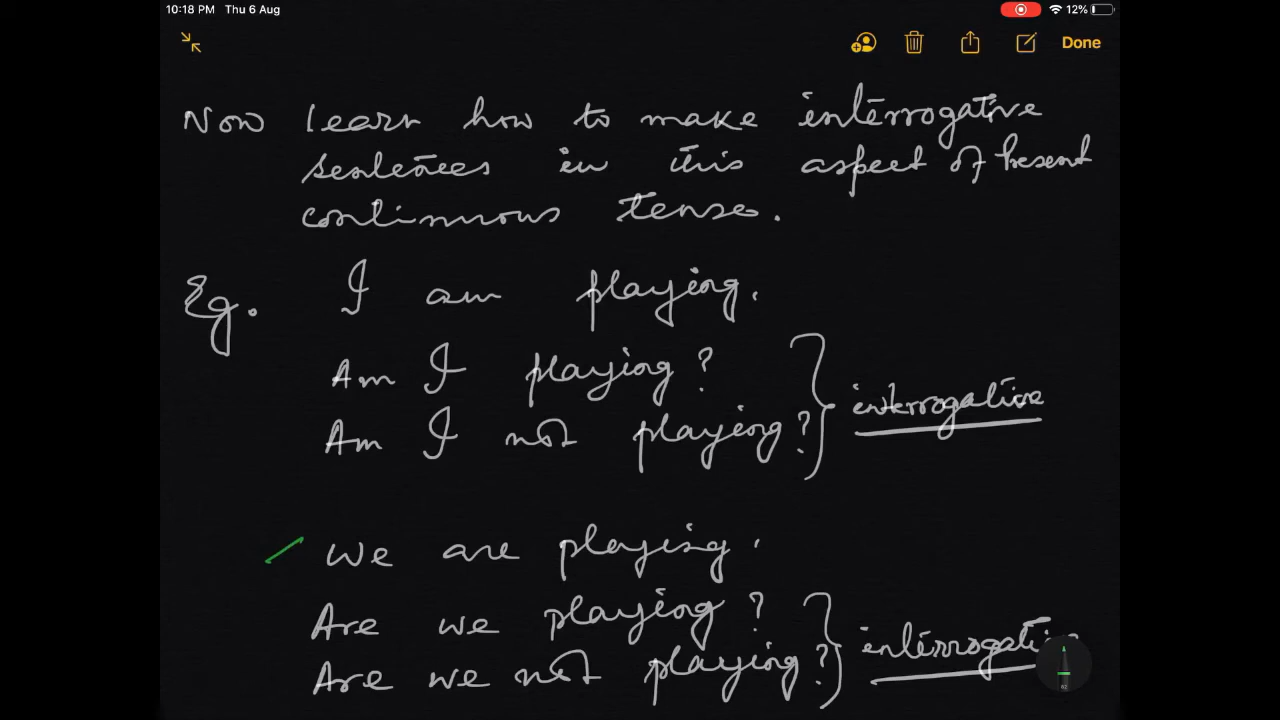 10:18 PM Thu 6 Aug 12%
Done
Now learn how to make interrogative
sentences in this aspect of Present
continuous tense.
Eg. I am playing.
Am I playing?
Am I not playing? interrogative
We are playing.
Are we playing?
Are we not playing? interrogative